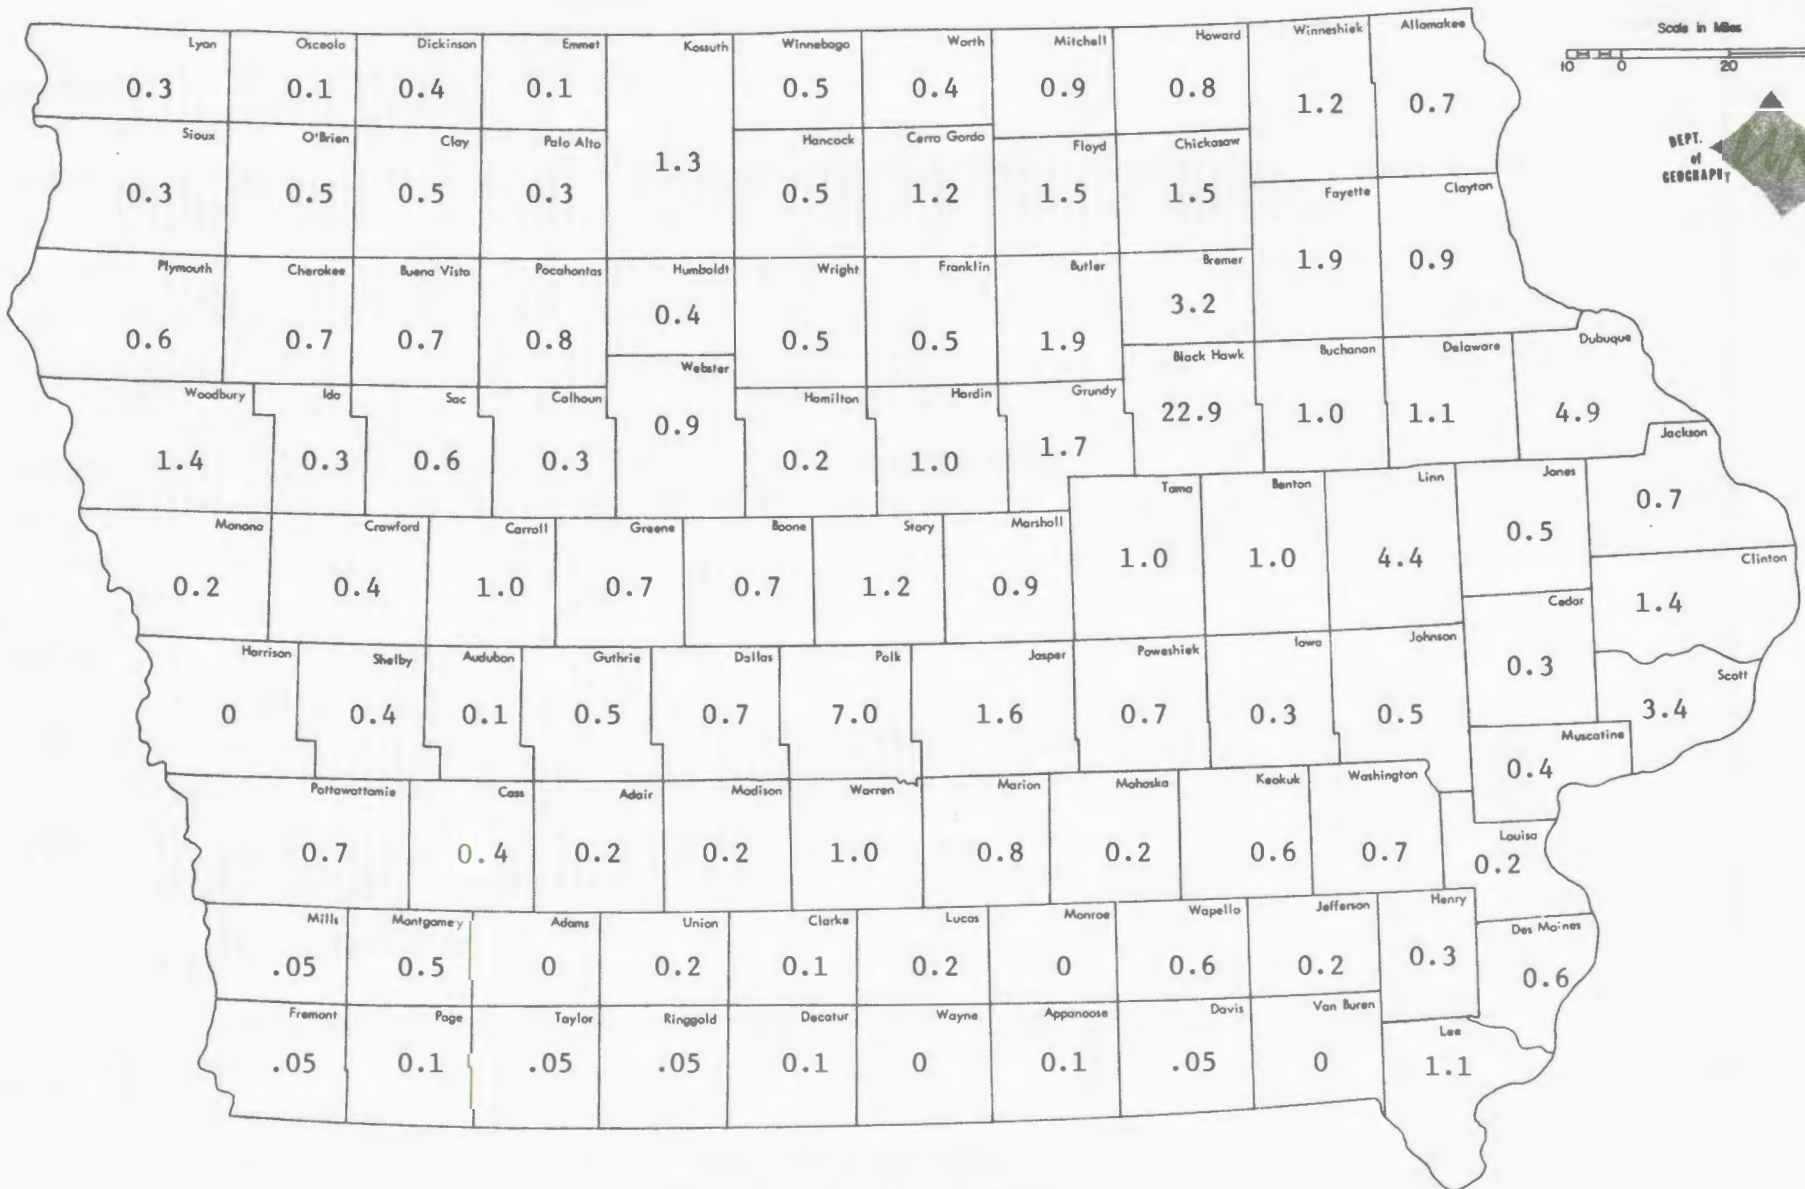 Lyon Osceola Dickinson Emmet Kossuth Winnebago Worth Mitchell Howard Winneshiek Allamakee
Scale in Miles
10 0 20
0.3 0.1 0.4 0.1 0.5 0.4 0.9 0.8 1.2 0.7
Sioux O'Brien Clay Palo Alto Hancock Cerro Gordo Floyd Chickasaw
DEPT.
of
GEOGRAPHY
1.3
0.3 0.5 0.5 0.3 0.5 1.2 1.5 1.5
Fayette Clayton
Plymouth Cherokee Buena Vista Pocahontas Humboldt Wright Franklin Butler Bremer
1.9 0.9
0.4 3.2
0.6 0.7 0.7 0.8 0.5 0.5 1.9
Webster Black Hawk Buchanan Delaware Dubuque
Woodbury Ida Sac Calhoun Hamilton Hardin Grundy
0.9 22.9 1.0 1.1 4.9
Jackson
1.4 0.3 0.6 0.3 0.2 1.0 1.7
Tama Benton Linn Jones
0.7
Monona Crawford Carroll Greene Boone Story Marshall
0.5
Clinton
0.2 0.4 1.0 0.7 0.7 1.2 0.9 1.0 1.0 4.4
Cedar
1.4
Harrison Shelby Audubon Guthrie Dallas Polk Jasper Poweshiek Iowa Johnson
0.3
Scott
0 0.4 0.1 0.5 0.7 7.0 1.6 0.7 0.3 0.5 3.4
Muscatine
0.4
Pottawattamie Cass Adair Madison Warren Marion Mahaska Keokuk Washington
Louisa
0.7 0.4 0.2 0.2 1.0 0.8 0.2 0.6 0.7 0.2
Mills Montgomery Adams Union Clarke Lucas Monroe Wapello Jefferson Henry
Des Moines
.05 0.5 0 0.2 0.1 0.2 0 0.6 0.2 0.3 0.6
Fremont Page Taylor Ringgold Decatur Wayne Appanoose Davis Van Buren Lee
.05 0.1 .05 .05 0.1 0 0.1 .05 0 1.1